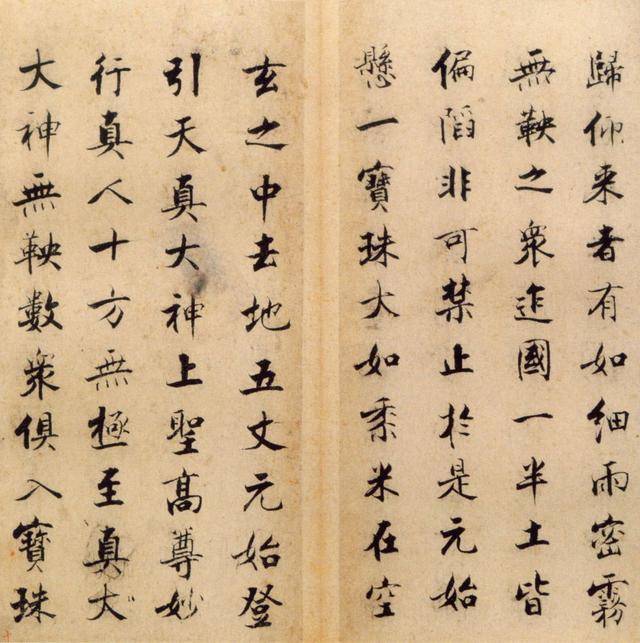 歸仰来者有如细雨密霧
無鞅之衆迮國一半土皆
偏陷非可禁止於是元始
懸一寶珠大如黍米在空
玄之中去地五丈元始登
引天真大神上聖髙尊妙
行真人十方無極至真大
大神無鞅數衆俱入寶珠